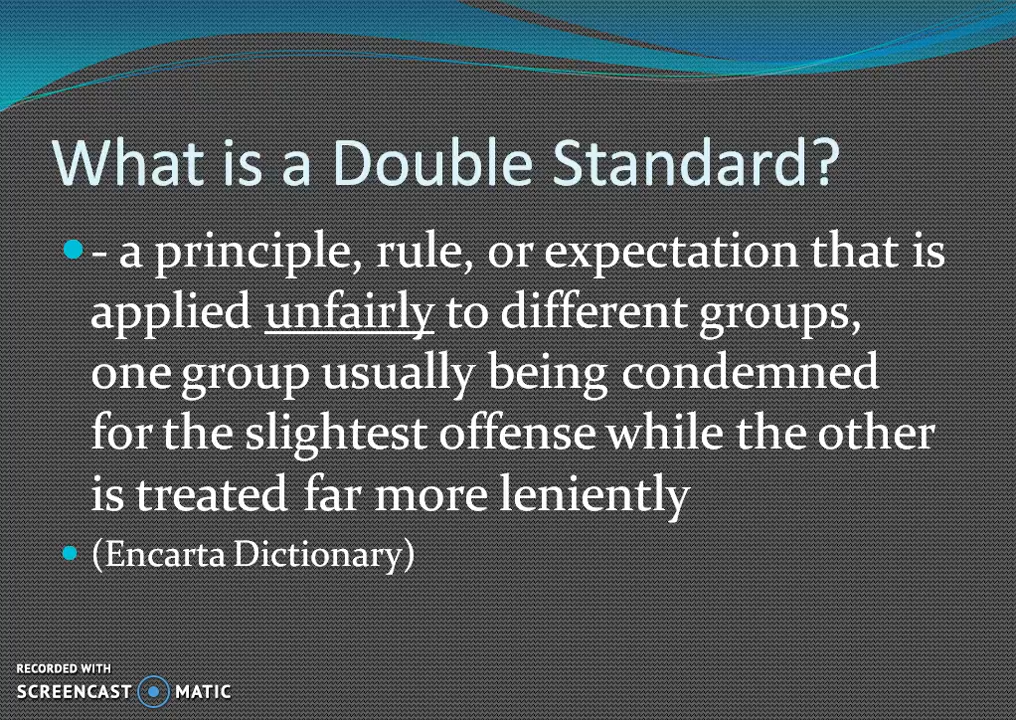 What is a Double Standard?
- a principle, rule, or expectation that is
applied unfairly to different groups,
one group usually being condemned
for the slightest offense while the other
is treated far more leniently
(Encarta Dictionary)
RECORDED WITH
SCREENCAST MATIC